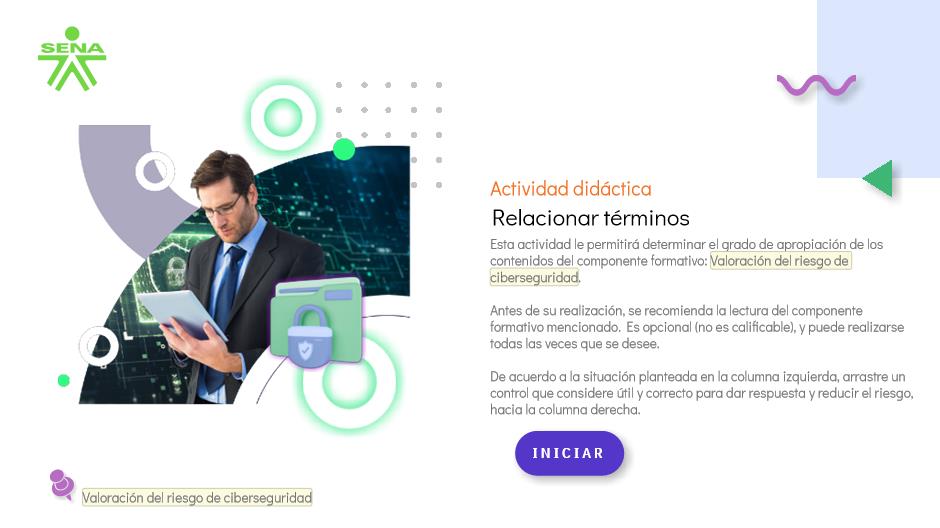 SENA
Actividad didáctica
Relacionar términos
Esta actividad le permitirá determinar el grado de apropiación de los
contenidos del componente formativo: Valoración del riesgo de
ciberseguridad.
Antes de su realización, se recomienda la lectura del componente
formativo mencionado. Es opcional (no es calificable), y puede realizarse
todas las veces que se desee.
De acuerdo a la situación planteada en la columna izquierda, arrastre un
control que considere útil y correcto para dar respuesta y reducir el riesgo,
hacia la columna derecha.
INICIAR
Valoración del riesgo de ciberseguridad